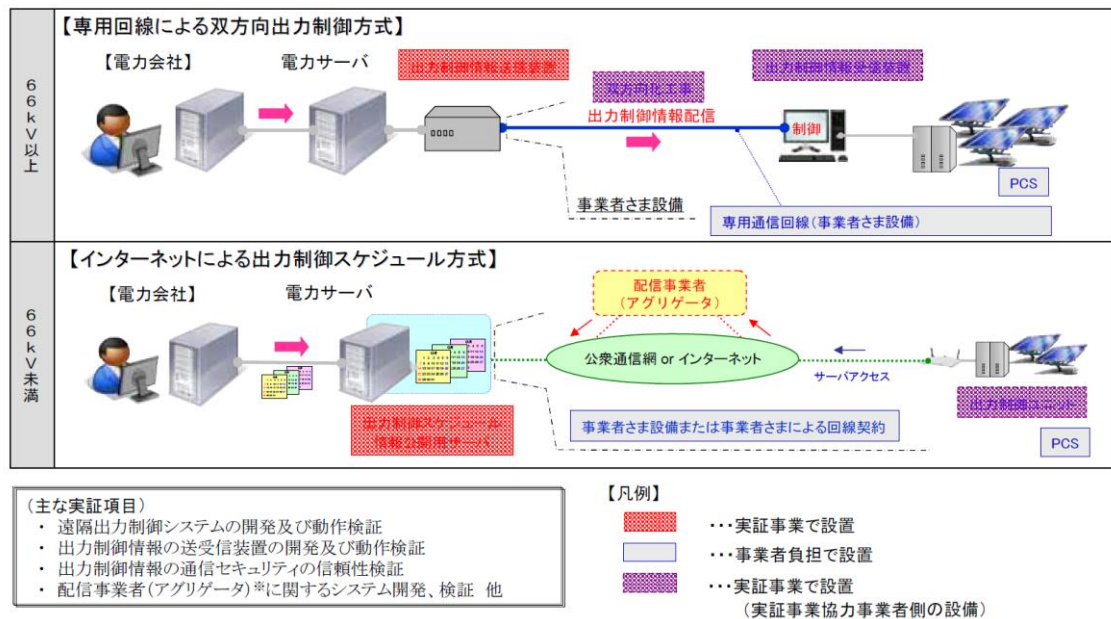 66kV以上
【専用回線による双方向出力制御方式】
【電力会社】
電力サーバ
出力制御情報送信装置
双方向化工事
出力制御情報配信
出力制御情報受信装置
制御
PCS
事業者さま設備
専用通信回線(事業者さま設備)
66kV未満
【インターネットによる出力制御スケジュール方式】
【電力会社】
電力サーバ
配信事業者
(アグリゲータ)
公衆通信網 or インターネット
サーバアクセス
出力制御スケジュール
情報公開用サーバ
事業者さま設備または事業者さまによる回線契約
出力制御ユニット
PCS
(主な実証項目)
・ 遠隔出力制御システムの開発及び動作検証
・ 出力制御情報の送受信装置の開発及び動作検証
・ 出力制御情報の通信セキュリティの信頼性検証
・ 配信事業者(アグリゲータ)※に関するシステム開発、検証 他
【凡例】
・・・実証事業で設置
・・・事業者負担で設置
・・・実証事業で設置
(実証事業協力事業者側の設備)